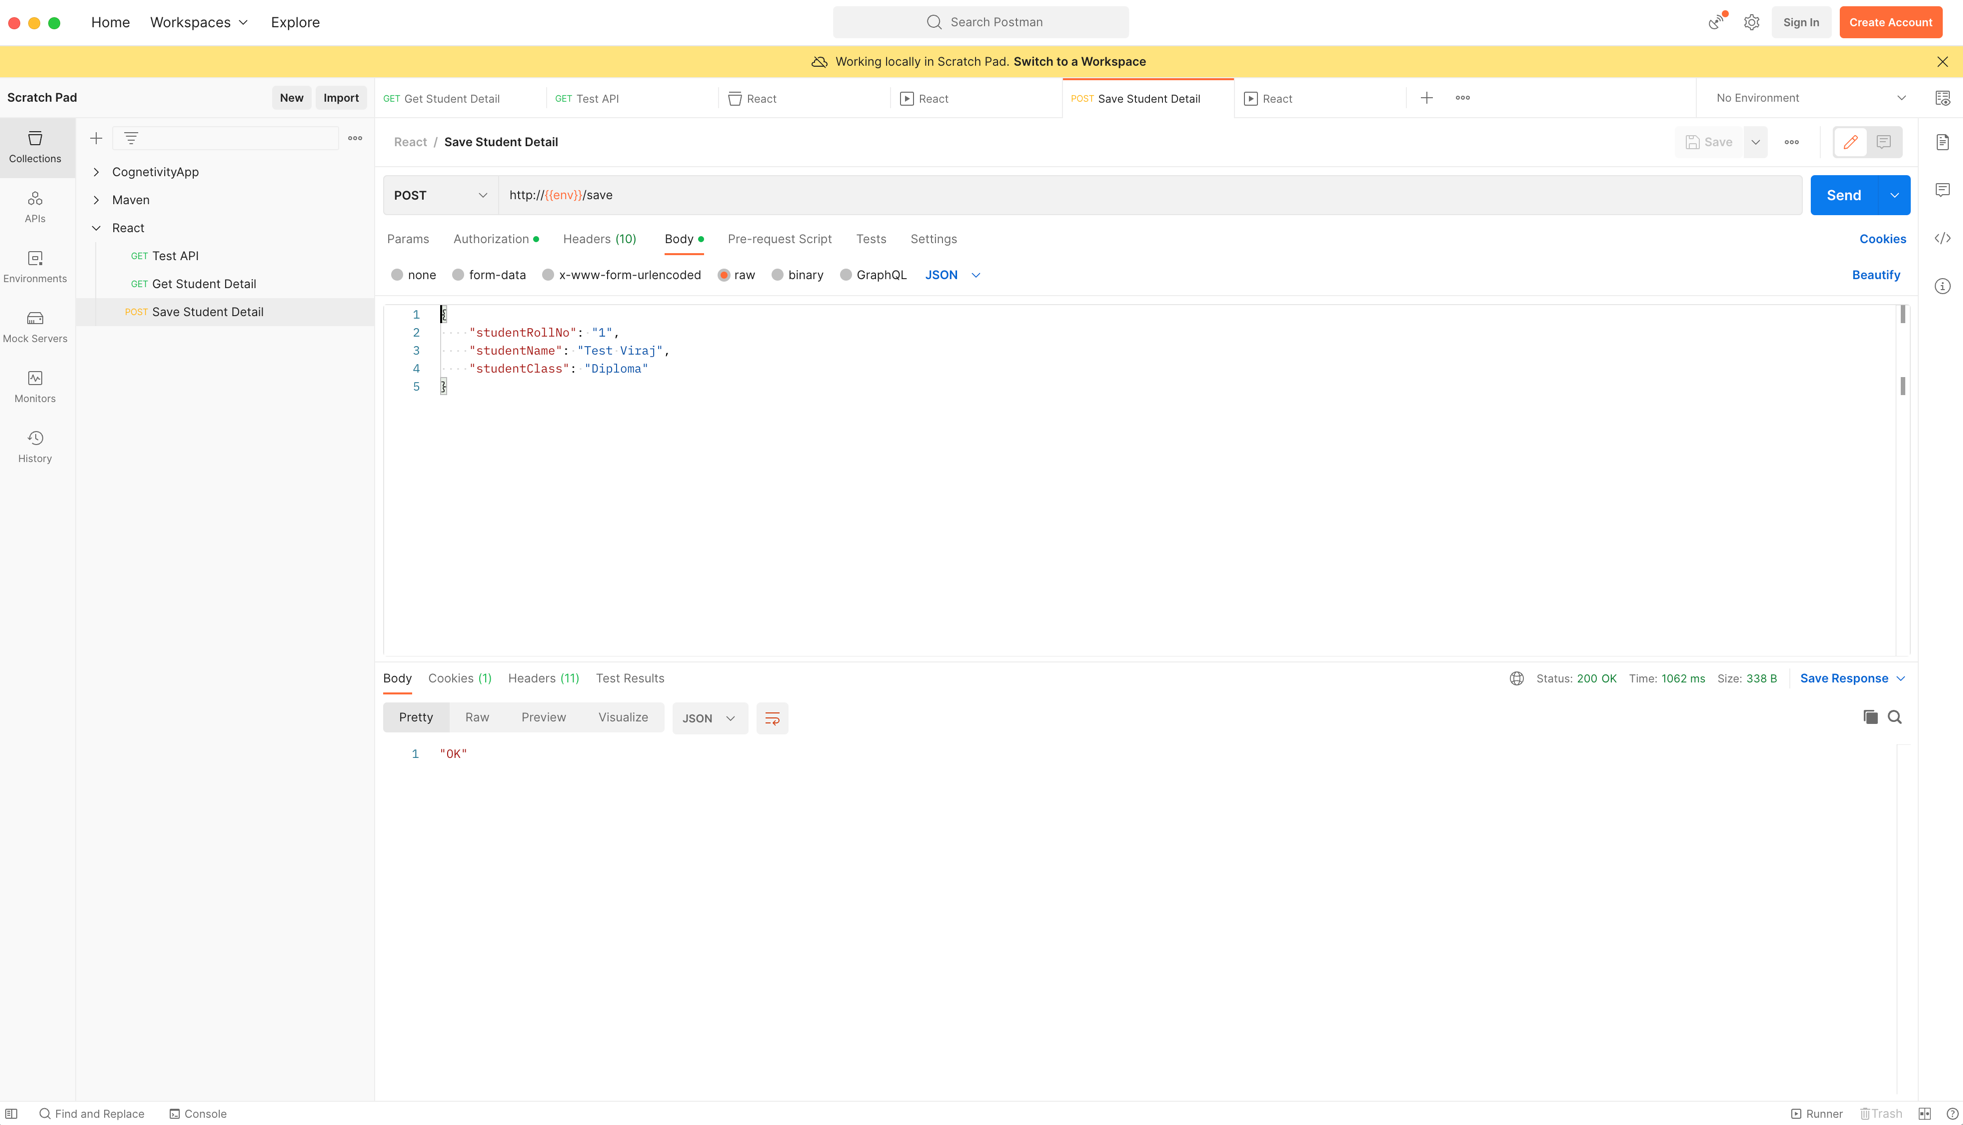 Home Workspaces Explore Search Postman Sign In Create Account
Working locally in Scratch Pad. Switch to a Workspace
Scratch Pad New Import GET Get Student Detail GET Test API React React POST Save Student Detail React No Environment
Collections
APIs
Environments
Mock Servers
Monitors
History
CognetivityApp
Maven
React
GET Test API
GET Get Student Detail
POST Save Student Detail
React / Save Student Detail Save
POST http://{{env}}/save Send
Params Authorization Headers (10) Body Pre-request Script Tests Settings Cookies
none form-data x-www-form-urlencoded raw binary GraphQL JSON Beautify
1 {
2 "studentRollNo": "1",
3 "studentName": "Test Viraj",
4 "studentClass": "Diploma"
5 }
Body Cookies (1) Headers (11) Test Results Status: 200 OK Time: 1062 ms Size: 338 B Save Response
Pretty Raw Preview Visualize JSON
1 "OK"
Find and Replace Console Runner Trash